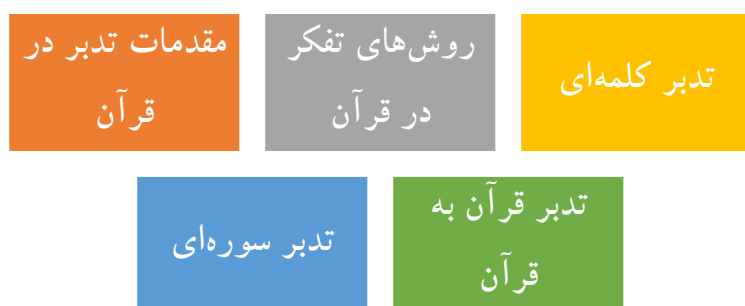 مقدمات تدبر در
قرآن
روش‌های تفکر
در قرآن
تدبر کلمه‌ای
تدبر سوره‌ای
تدبر قرآن به
قرآن